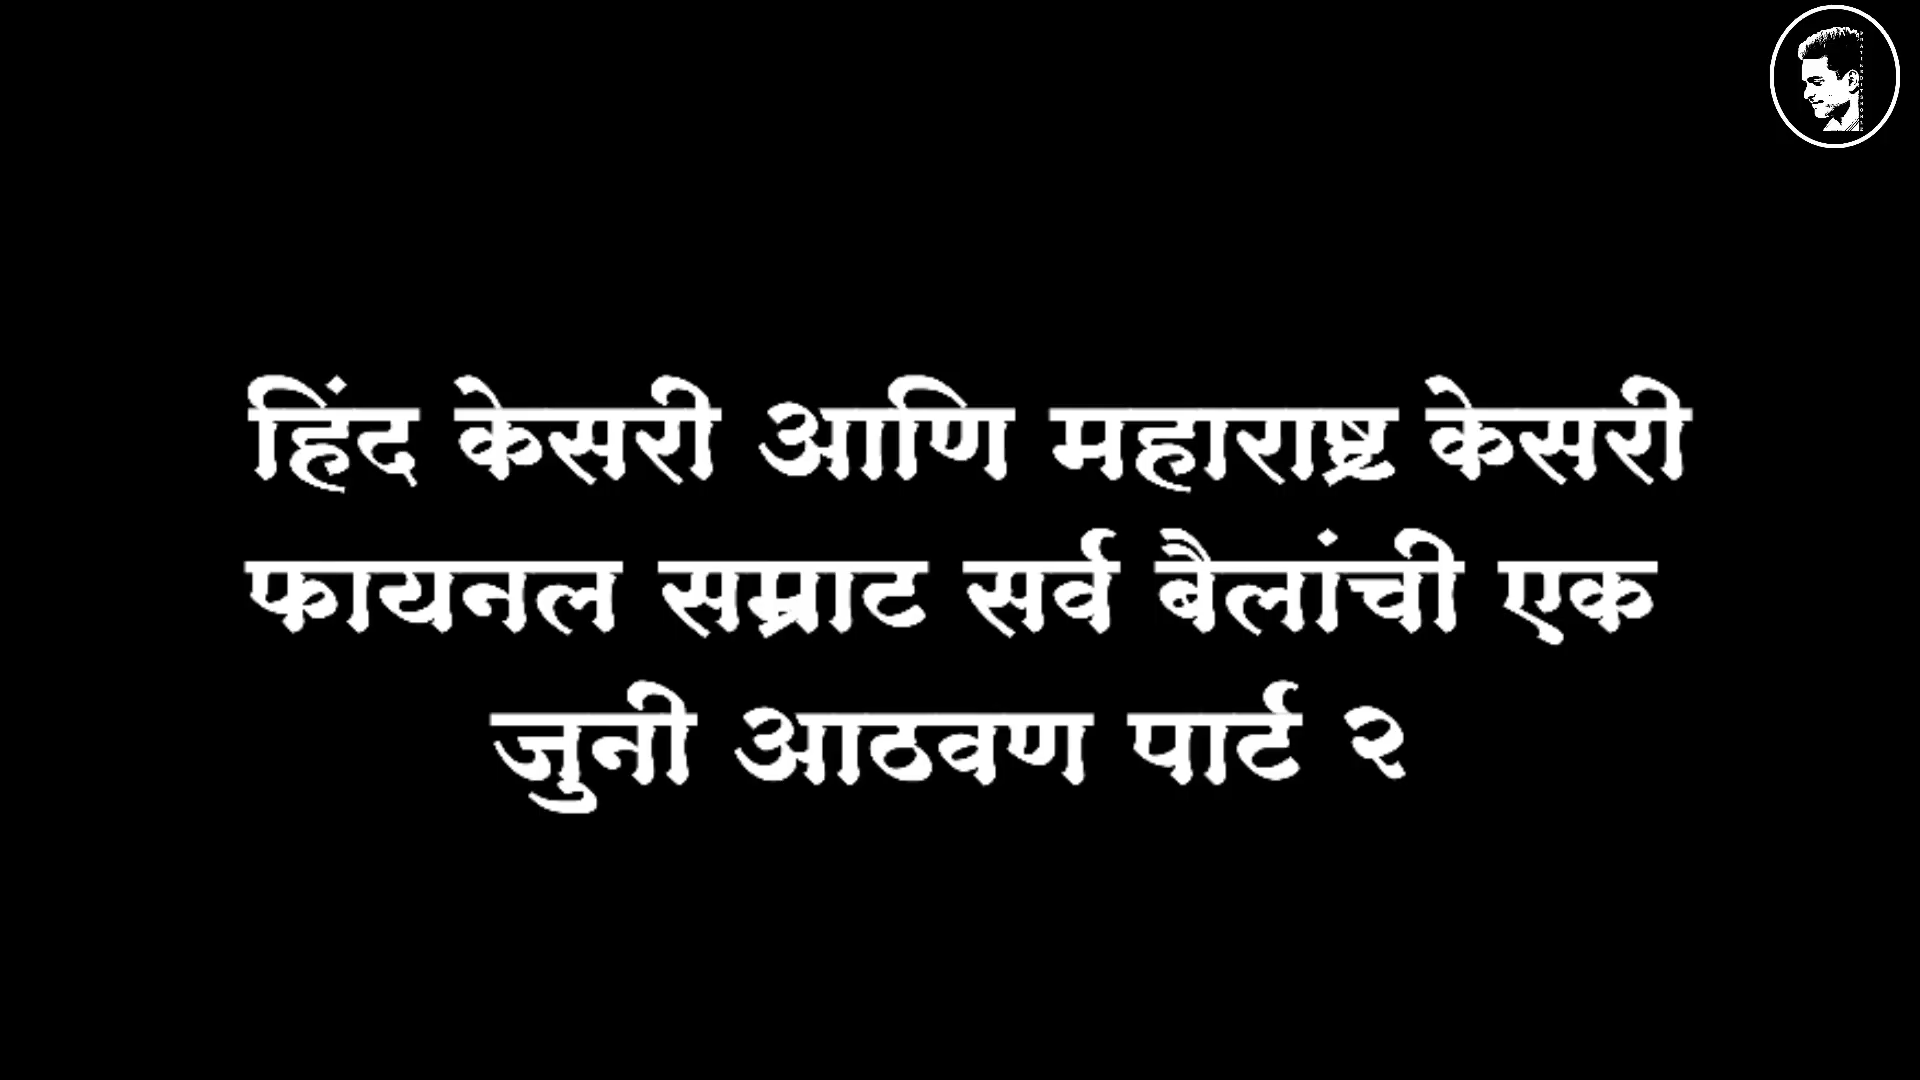 हिंद केसरी आणि महाराष्ट्र केसरी
फायनल सम्राट सर्व बैलांची एक
जुनी आठवण पार्ट २